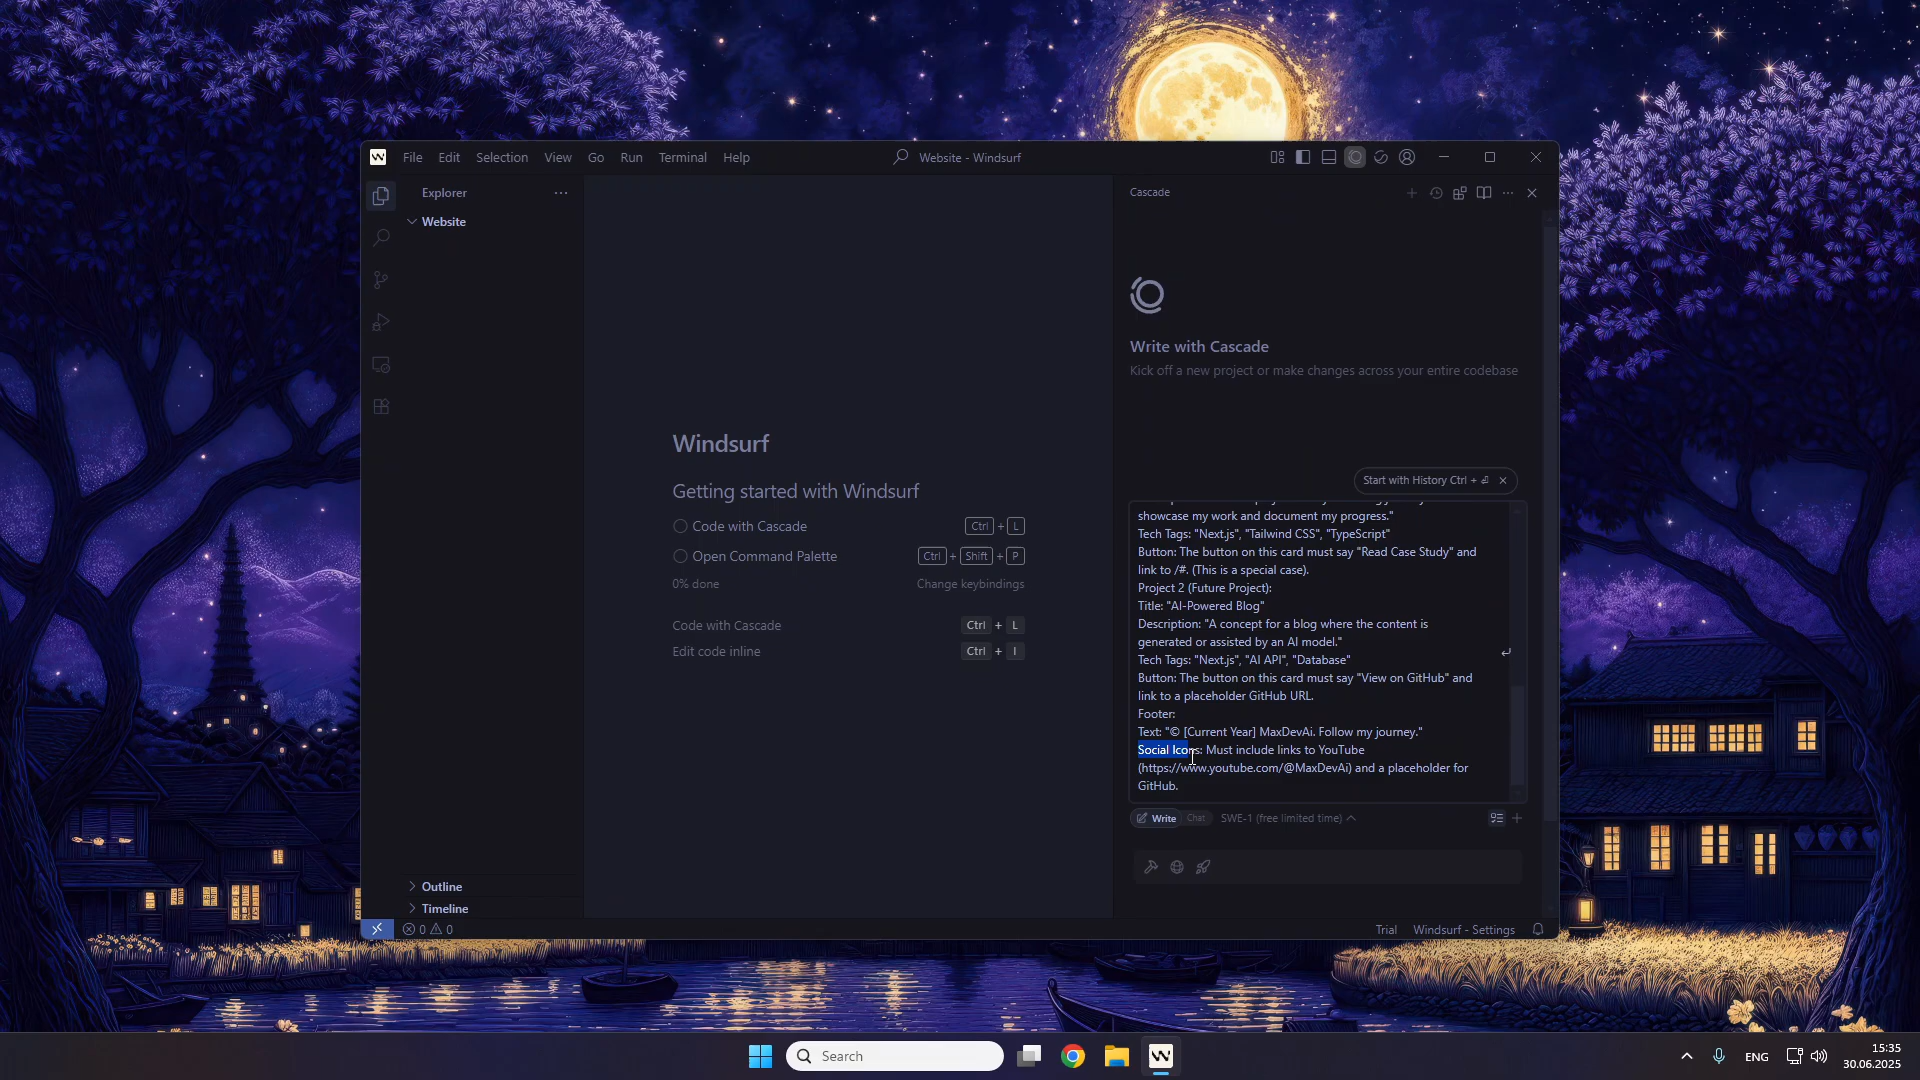 File Edit Selection View Go Run Terminal Help
Website - Windsurf
Explorer
Website
Outline
Timeline
Windsurf
Getting started with Windsurf
Code with Cascade Ctrl + L
Open Command Palette Ctrl + Shift + P
0% done Change keybindings
Code with Cascade Ctrl + L
Edit code inline Ctrl + I
Cascade
Write with Cascade
Kick off a new project or make changes across your entire codebase
Start with History Ctrl + ⏎
showcase my work and document my progress."
Tech Tags: "Next.js", "Tailwind CSS", "TypeScript"
Button: The button on this card must say "Read Case Study" and
link to /#. (This is a special case).
Project 2 (Future Project):
Title: "AI-Powered Blog"
Description: "A concept for a blog where the content is
generated or assisted by an AI model."
Tech Tags: "Next.js", "AI API", "Database"
Button: The button on this card must say "View on GitHub" and
link to a placeholder GitHub URL.
Footer:
Text: "© [Current Year] MaxDevAi. Follow my journey."
Social Icons: Must include links to YouTube
(https://www.youtube.com/@MaxDevAi) and a placeholder for
GitHub.
Write Chat SWE-1 (free limited time)
0 0
Trial Windsurf - Settings
Search
ENG
15:35
30.06.2025